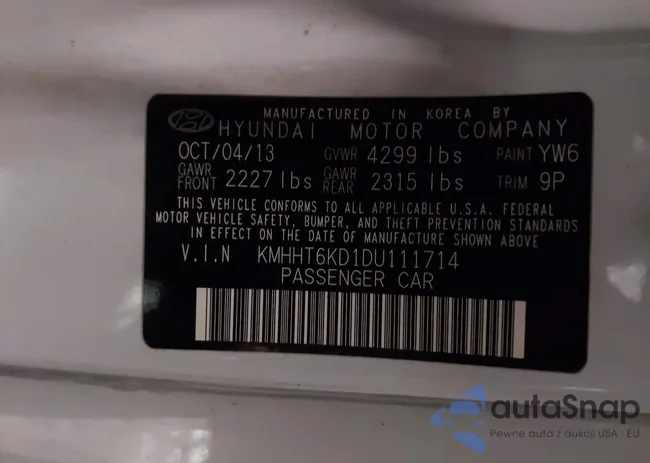 MANUFACTURED IN KOREA BY
HYUNDAI MOTOR COMPANY
OCT/04/13 GVWR 4299 lbs PAINT YW6
GAWR FRONT 2227 lbs GAWR REAR 2315 lbs TRIM 9P
THIS VEHICLE CONFORMS TO ALL APPLICABLE U.S.A. FEDERAL
MOTOR VEHICLE SAFETY, BUMPER, AND THEFT PREVENTION STANDARDS
IN EFFECT ON THE DATE OF MANUFACTURE SHOWN ABOVE
V.I.N KMHHT6KD1DU111714
PASSENGER CAR
autaSnap
Pewne auta z aukcji USA i EU